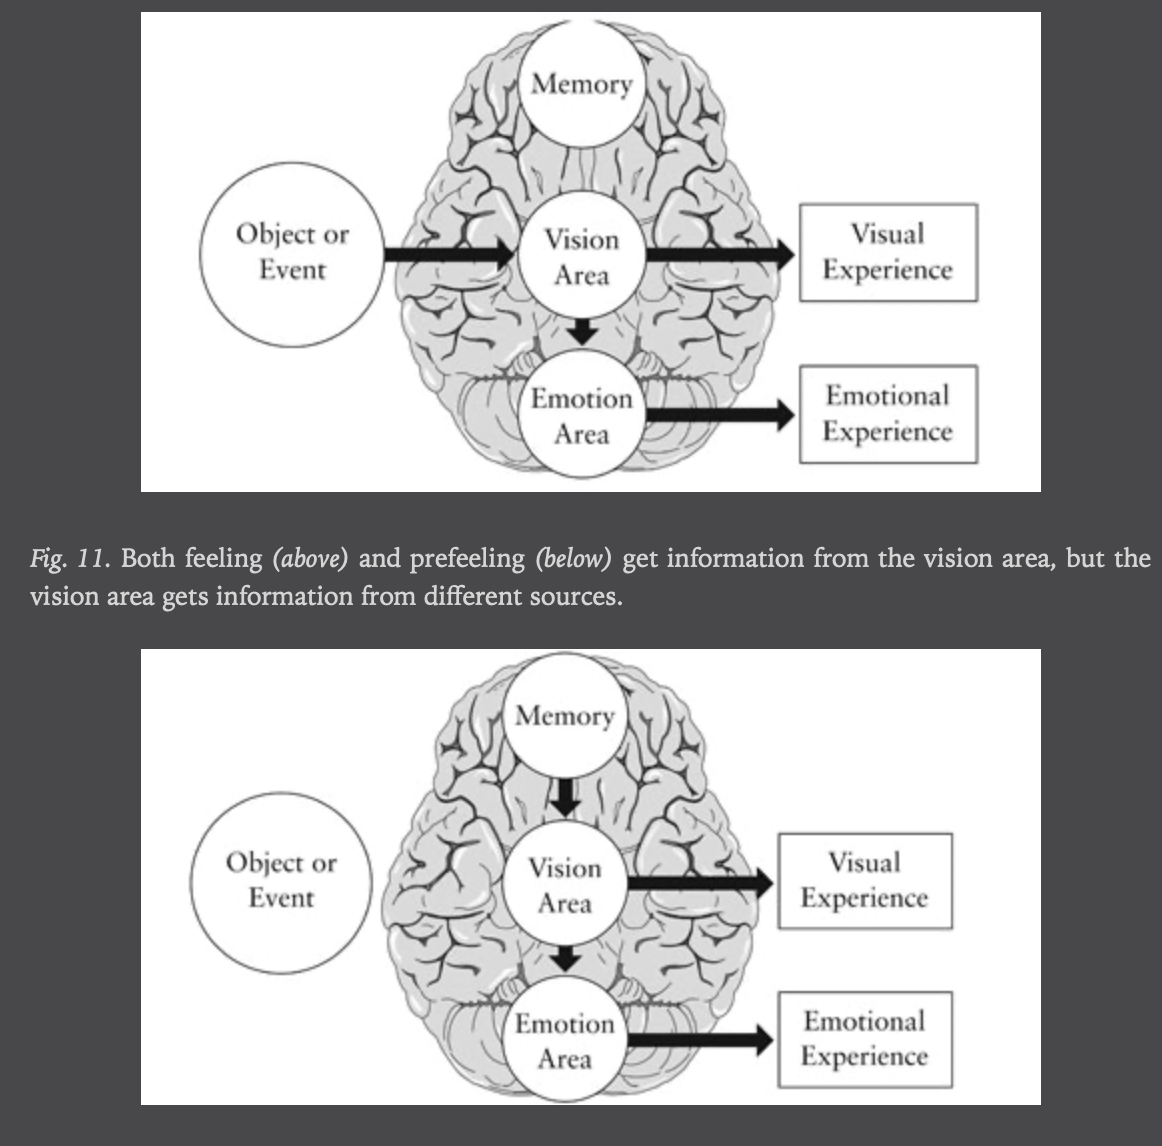 Memory
Object or
Event
Vision
Area
Visual
Experience
Emotion
Area
Emotional
Experience
Fig. 11. Both feeling (above) and prefeeling (below) get information from the vision area, but the
vision area gets information from different sources.
Memory
Object or
Event
Vision
Area
Visual
Experience
Emotion
Area
Emotional
Experience